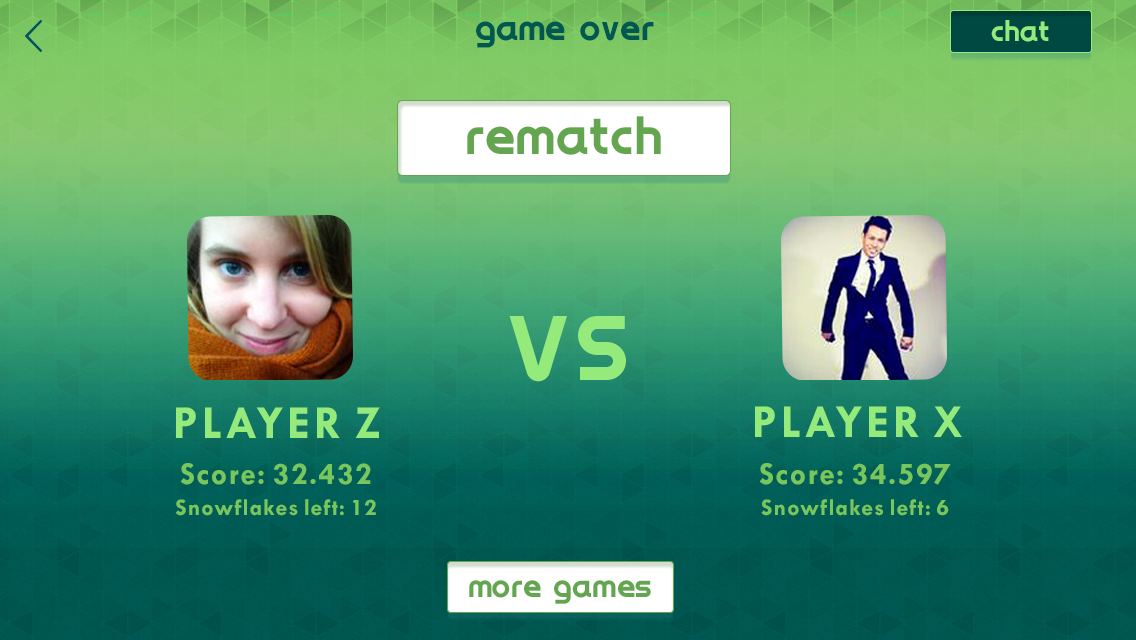 game over
chat
rematch
VS
PLAYER Z
Score: 32.432
Snowflakes left: 12
PLAYER X
Score: 34.597
Snowflakes left: 6
more games